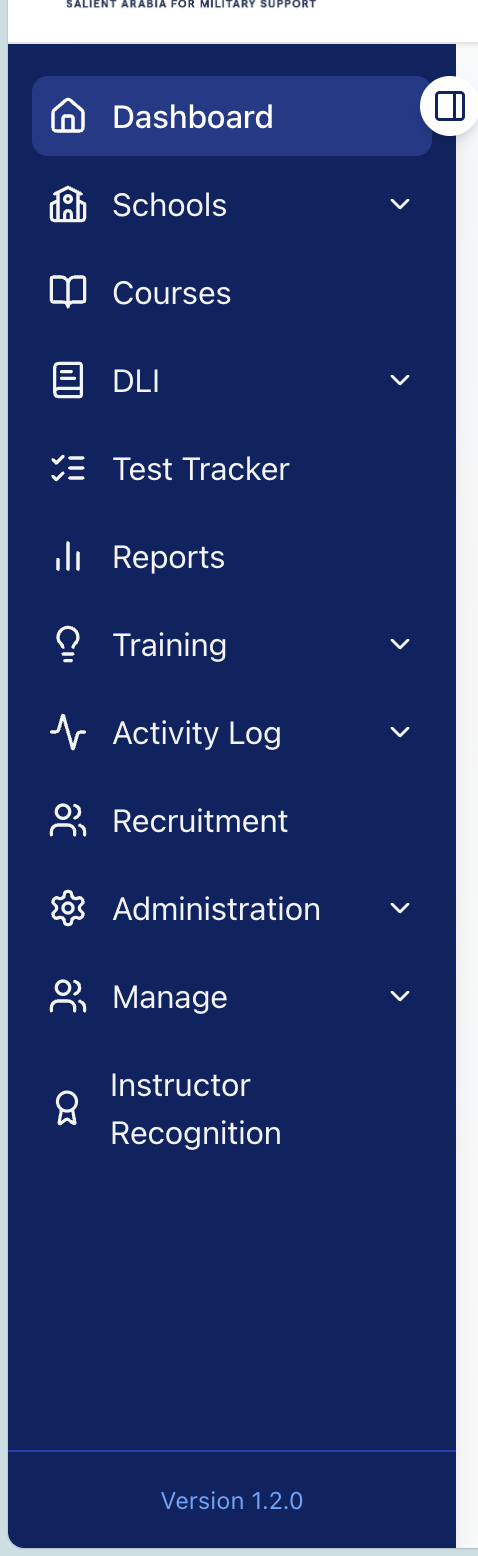 SALIENT ARABIA FOR MILITARY SUPPORT
Dashboard
Schools
Courses
DLI
Test Tracker
Reports
Training
Activity Log
Recruitment
Administration
Manage
Instructor
Recognition
Version 1.2.0